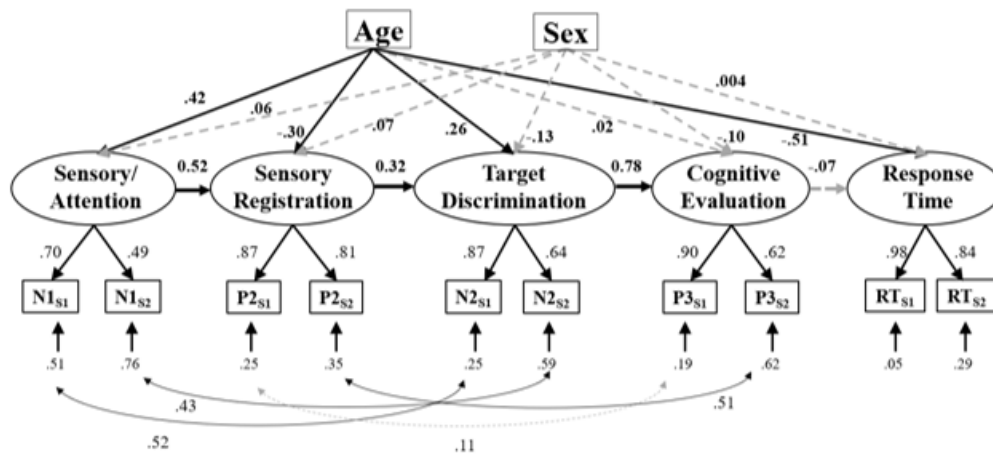 Age Sex
.42 .06 -.30 .07 .26 -.13 .02 -.10 -.51 .004
Sensory/ Attention
0.52
Sensory Registration
0.32
Target Discrimination
0.78
Cognitive Evaluation
-.07
Response Time
.70 .49 .87 .81 .87 .64 .90 .62 .98 .84
N1S1 N1S2 P2S1 P2S2 N2S1 N2S2 P3S1 P3S2 RTS1 RTS2
.51 .76 .25 .35 .25 .59 .19 .62 .05 .29
.43 .51
.52 .11